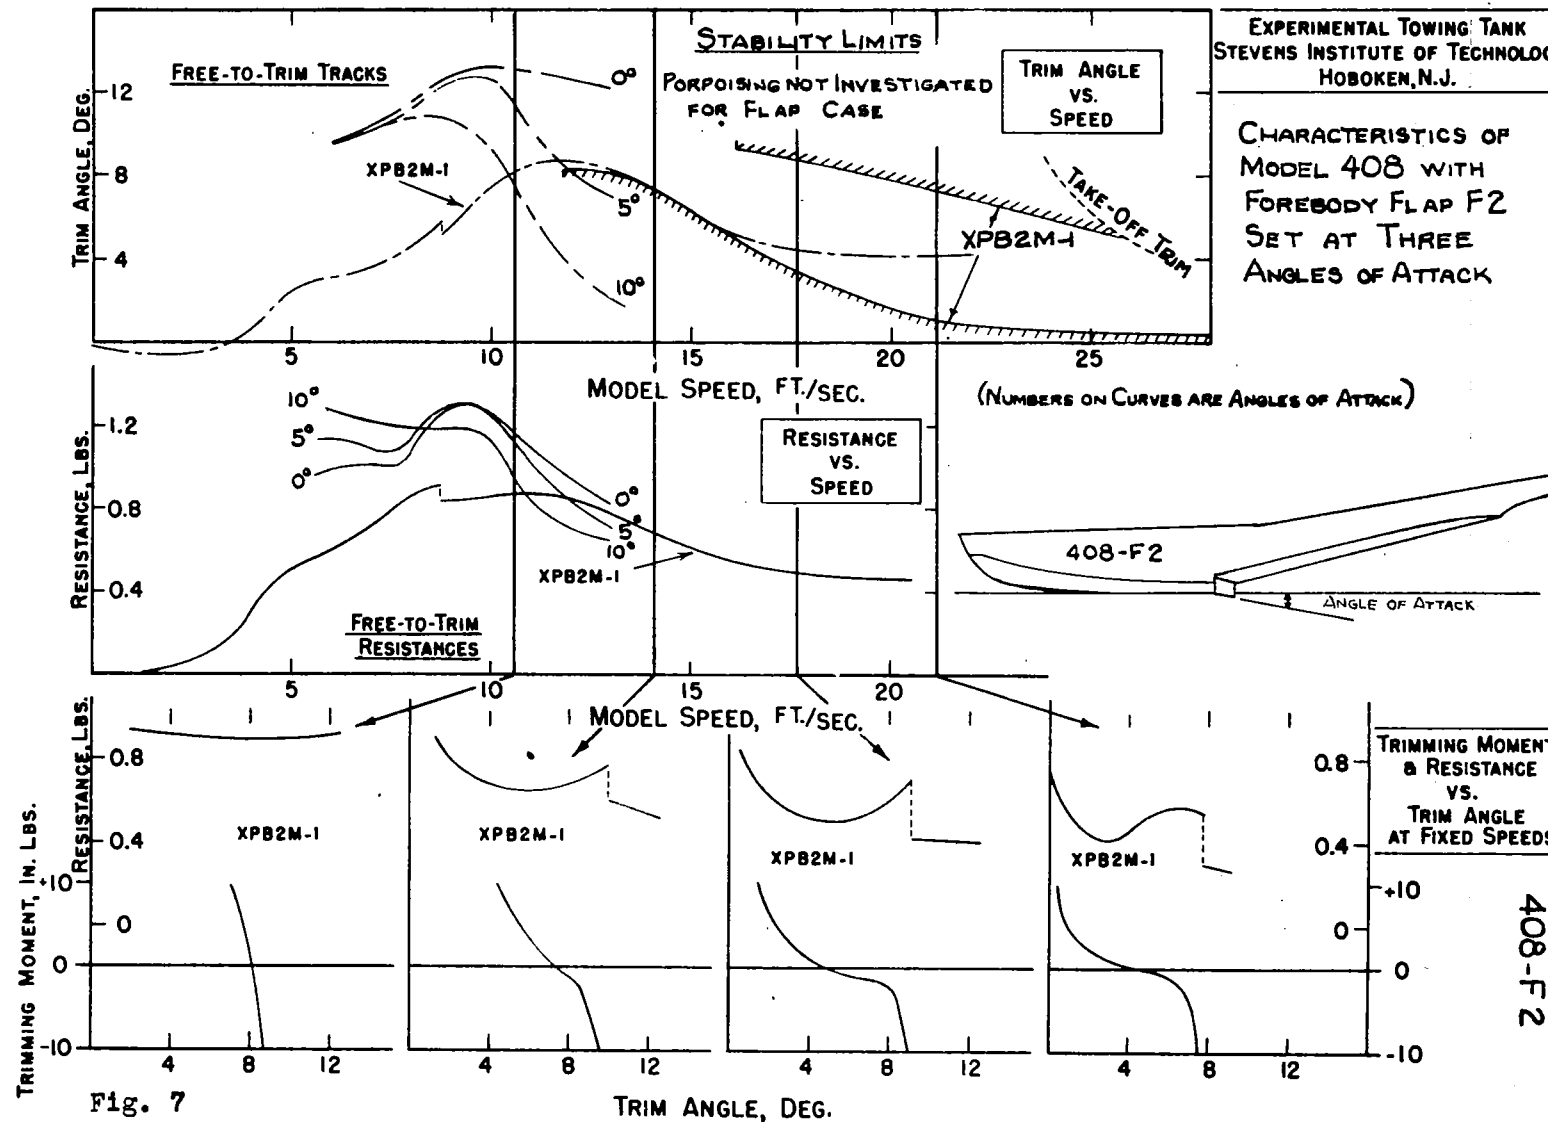 STABILITY LIMITS
FREE-TO-TRIM TRACKS
PORPOISING NOT INVESTIGATED
FOR FLAP CASE
TRIM ANGLE
VS.
SPEED
TRIM ANGLE, DEG.
12
8
4
0°
5°
10°
XPB2M-1
XPB2M-1
TAKE-OFF TRIM
5
10
15
20
25
MODEL SPEED, FT./SEC.
EXPERIMENTAL TOWING TANK
STEVENS INSTITUTE OF TECHNOLOG
HOBOKEN, N.J.
CHARACTERISTICS OF
MODEL 408 WITH
FOREBODY FLAP F2
SET AT THREE
ANGLES OF ATTACK
(NUMBERS ON CURVES ARE ANGLES OF ATTACK)
RESISTANCE, LBS.
1.2
0.8
0.4
10°
5°
0°
0°
5°
10°
XPB2M-1
RESISTANCE
VS.
SPEED
FREE-TO-TRIM
RESISTANCES
5
10
15
20
MODEL SPEED, FT./SEC.
408-F2
ANGLE OF ATTACK
RESISTANCE, LBS.
0.8
0.4
0
TRIMMING MOMENT, IN. LBS.
+10
0
-10
XPB2M-1
XPB2M-1
XPB2M-1
XPB2M-1
0.8
0.4
0
+10
0
-10
4 8 12
4 8 12
4 8 12
4 8 12
TRIMMING MOMENT
& RESISTANCE
VS.
TRIM ANGLE
AT FIXED SPEEDS
408-F2
Fig. 7
TRIM ANGLE, DEG.